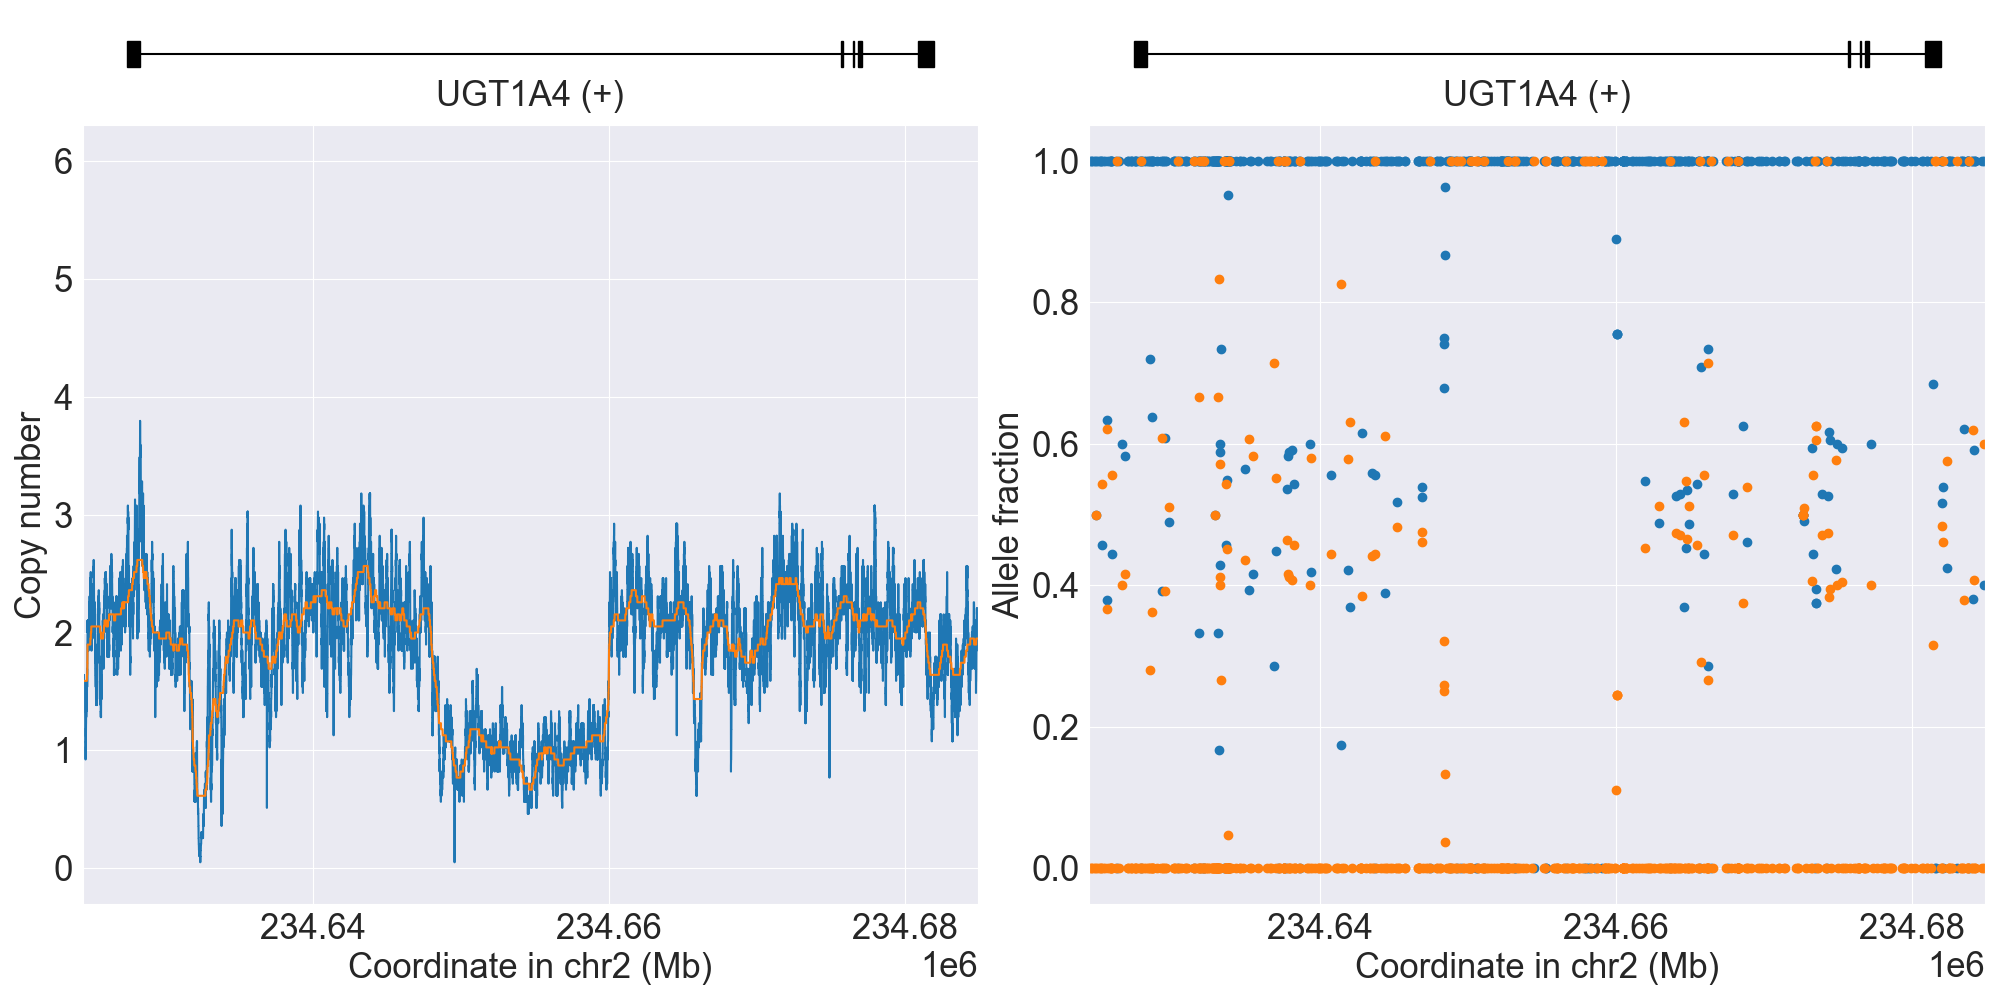 UGT1A4 (+)
Copy number
6
5
4
3
2
1
0
234.64
234.66
234.68
Coordinate in chr2 (Mb)
1e6
UGT1A4 (+)
Allele fraction
1.0
0.8
0.6
0.4
0.2
0.0
234.64
234.66
234.68
Coordinate in chr2 (Mb)
1e6